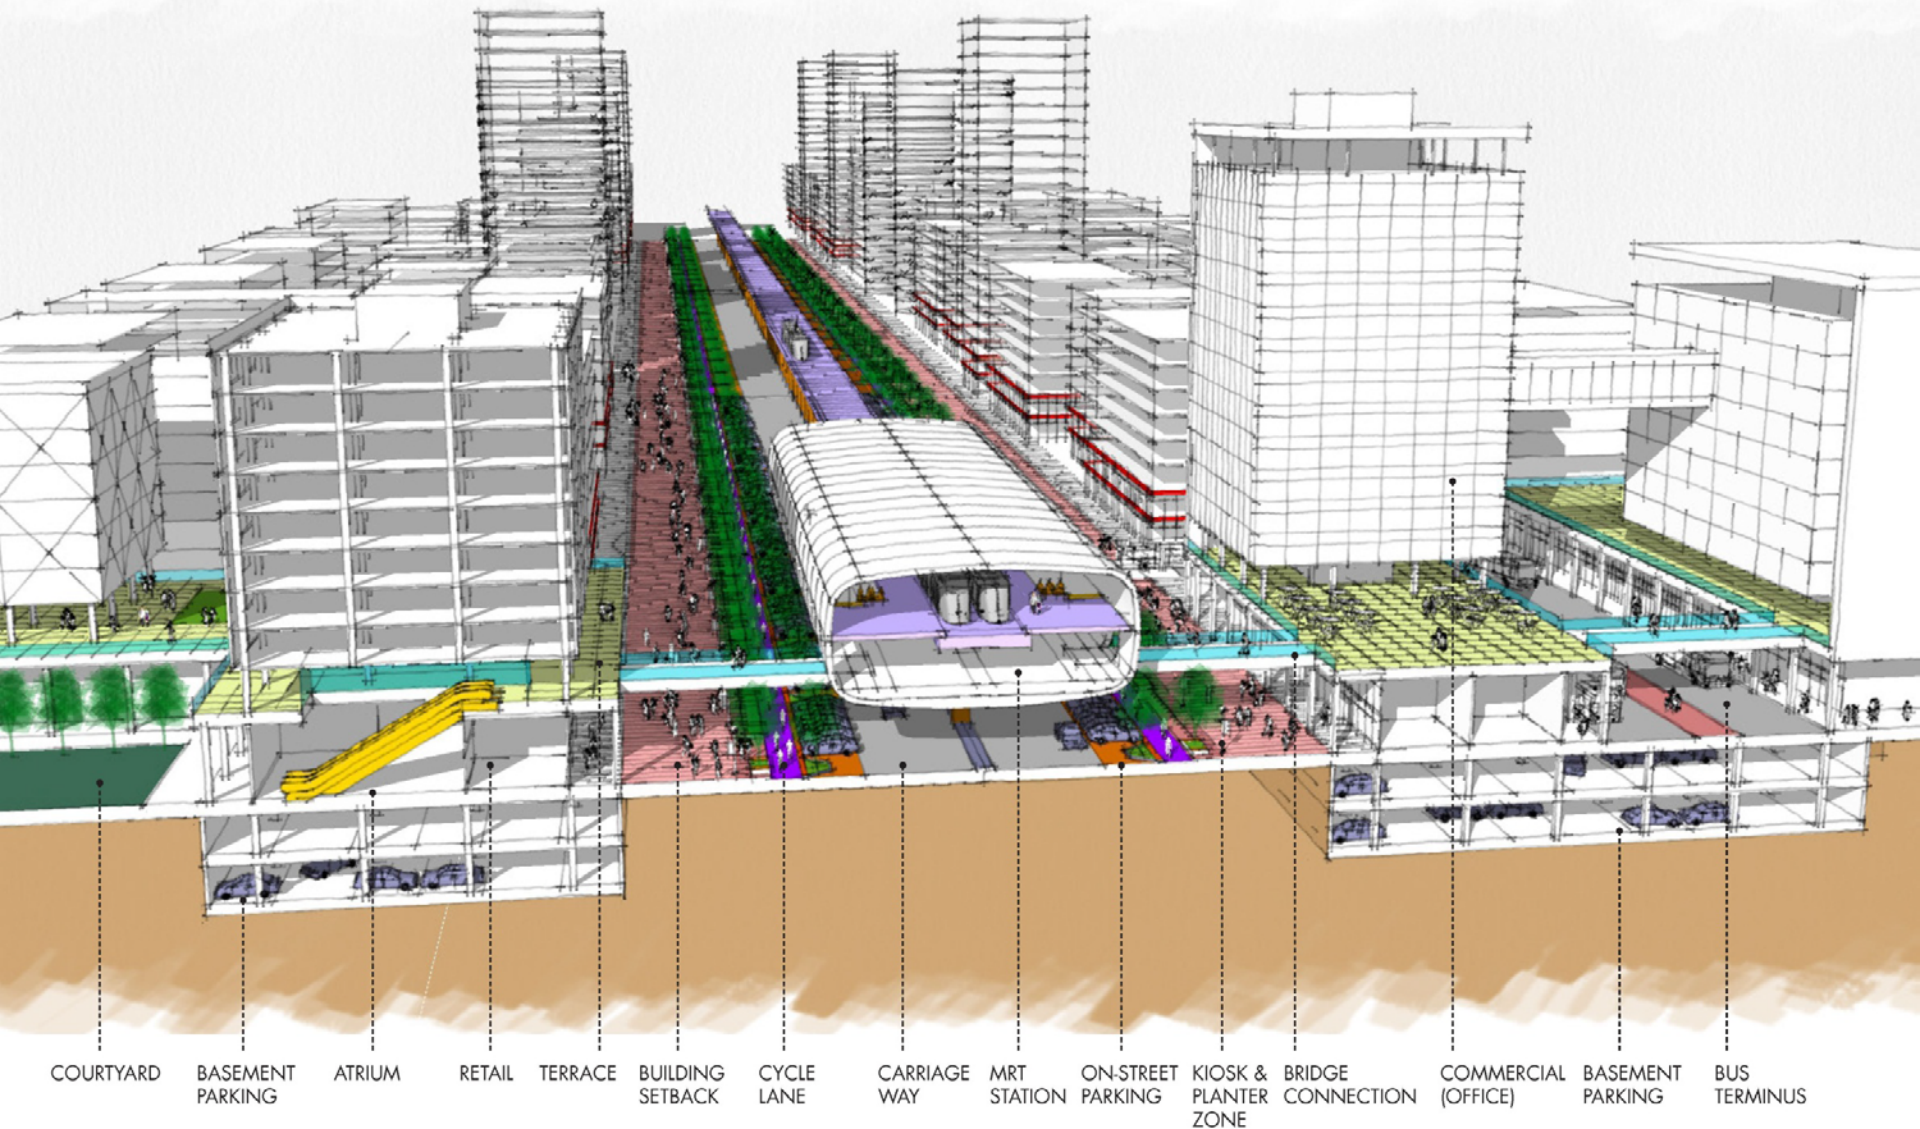 COURTYARD
BASEMENT
PARKING
ATRIUM
RETAIL
TERRACE
BUILDING
SETBACK
CYCLE
LANE
CARRIAGE
WAY
MRT
STATION
ON-STREET
PARKING
KIOSK &
PLANTER
ZONE
BRIDGE
CONNECTION
COMMERCIAL
(OFFICE)
BASEMENT
PARKING
BUS
TERMINUS